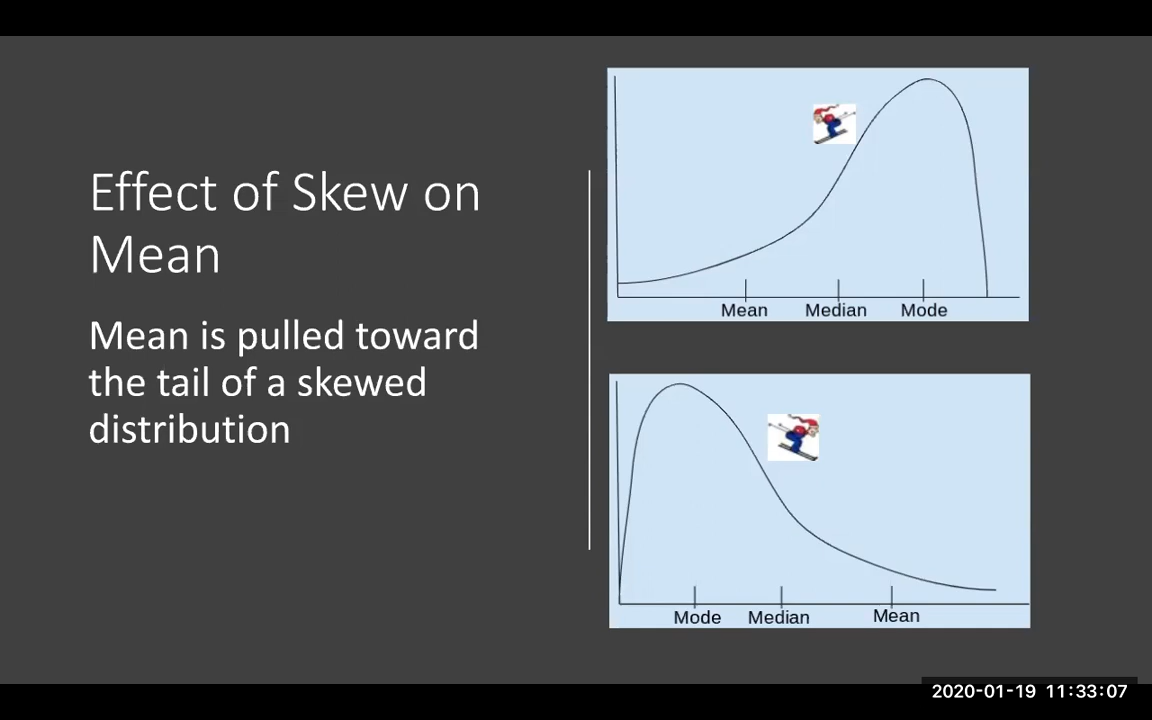 Effect of Skew on
Mean
Mean is pulled toward
the tail of a skewed
distribution
Mean Median Mode
Mode Median Mean
2020-01-19 11:33:07